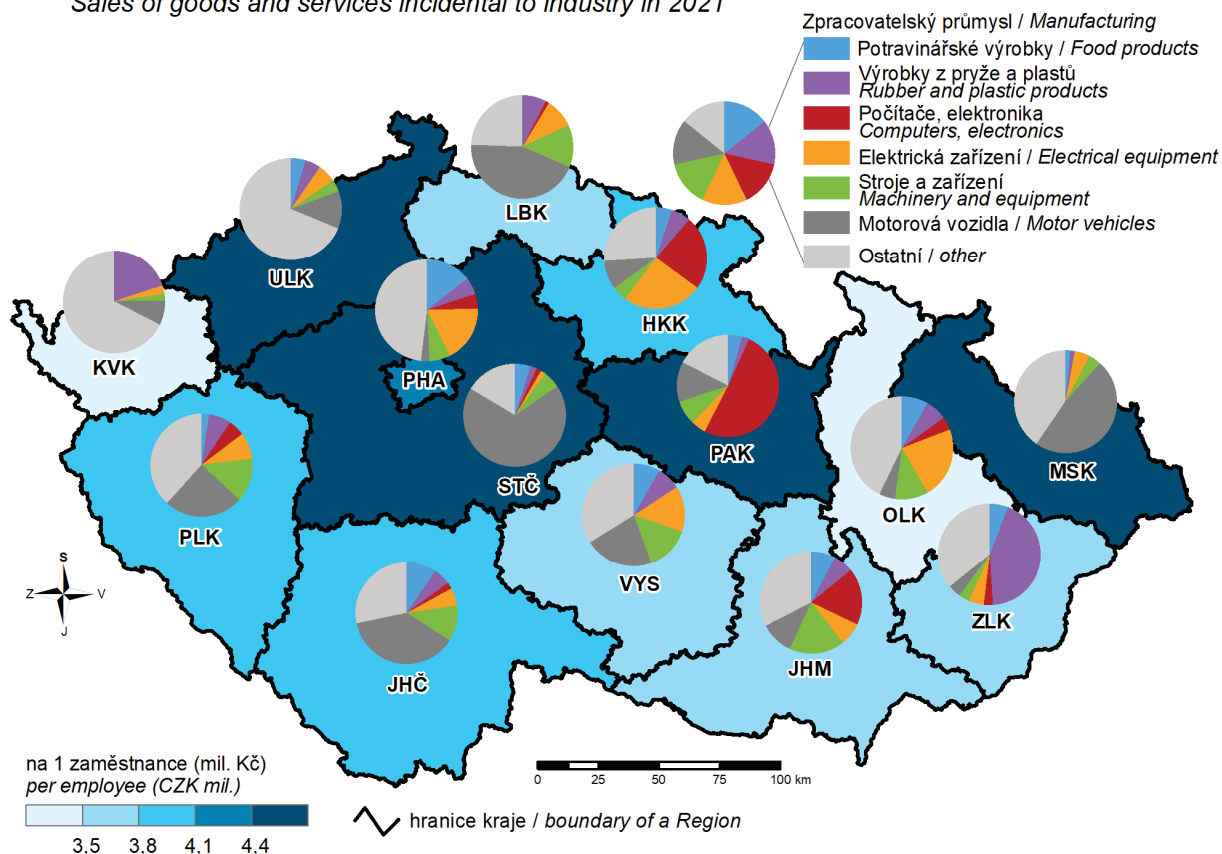 Sales of goods and services incidental to industry in 2021
Zpracovatelský průmysl / Manufacturing
Potravinářské výrobky / Food products
Výrobky z pryže a plastů
Rubber and plastic products
Počítače, elektronika
Computers, electronics
Elektrická zařízení / Electrical equipment
Stroje a zařízení
Machinery and equipment
Motorová vozidla / Motor vehicles
Ostatní / other
LBK
ULK
HKK
KVK
PHA
PAK
MSK
STČ
OLK
PLK
VYS
ZLK
JHM
JHČ
S
Z
V
J
na 1 zaměstnance (mil. Kč)
per employee (CZK mil.)
3,5 3,8 4,1 4,4
hranice kraje / boundary of a Region
0 25 50 75 100 km